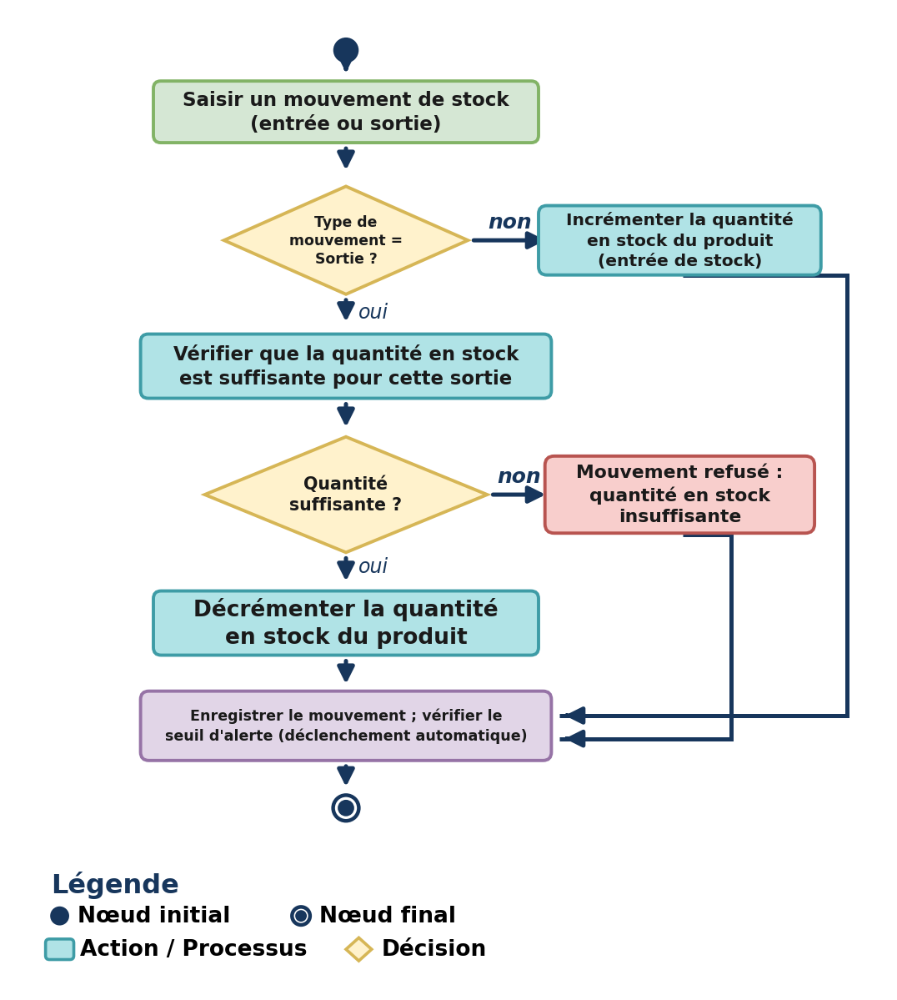 Saisir un mouvement de stock
(entrée ou sortie)
Type de
mouvement =
Sortie ?
non
Incrémenter la quantité
en stock du produit
(entrée de stock)
oui
Vérifier que la quantité en stock
est suffisante pour cette sortie
Quantité
suffisante ?
non
Mouvement refusé :
quantité en stock
insuffisante
oui
Décrémenter la quantité
en stock du produit
Enregistrer le mouvement ; vérifier le
seuil d'alerte (déclenchement automatique)
Légende
Nœud initial
Nœud final
Action / Processus
Décision